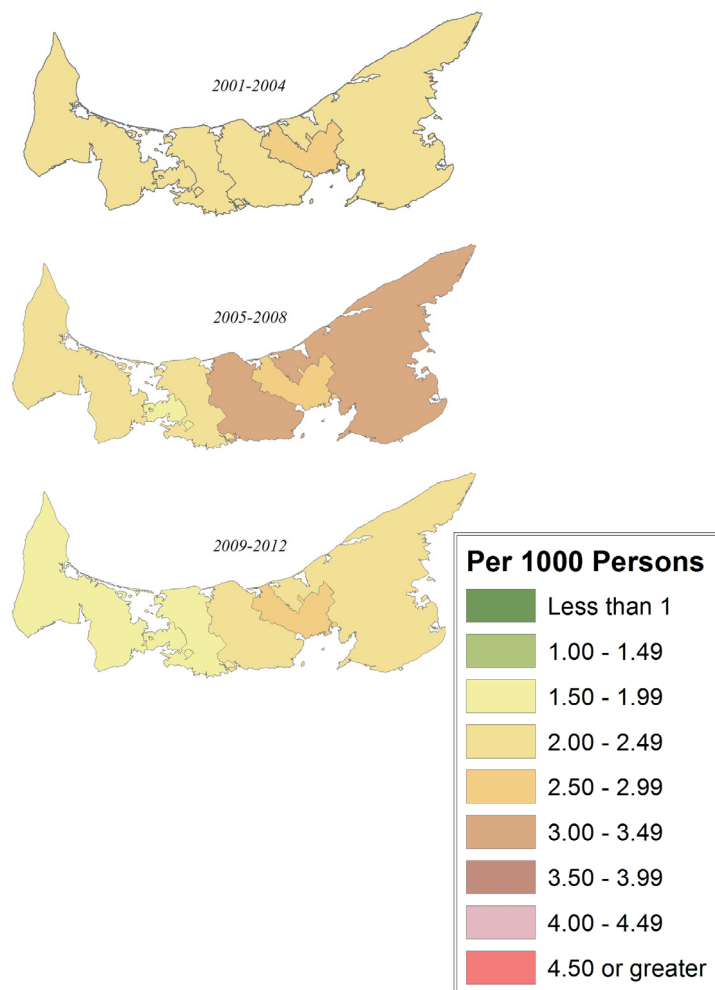 2001-2004
2005-2008
2009-2012
Per 1000 Persons
Less than 1
1.00 - 1.49
1.50 - 1.99
2.00 - 2.49
2.50 - 2.99
3.00 - 3.49
3.50 - 3.99
4.00 - 4.49
4.50 or greater